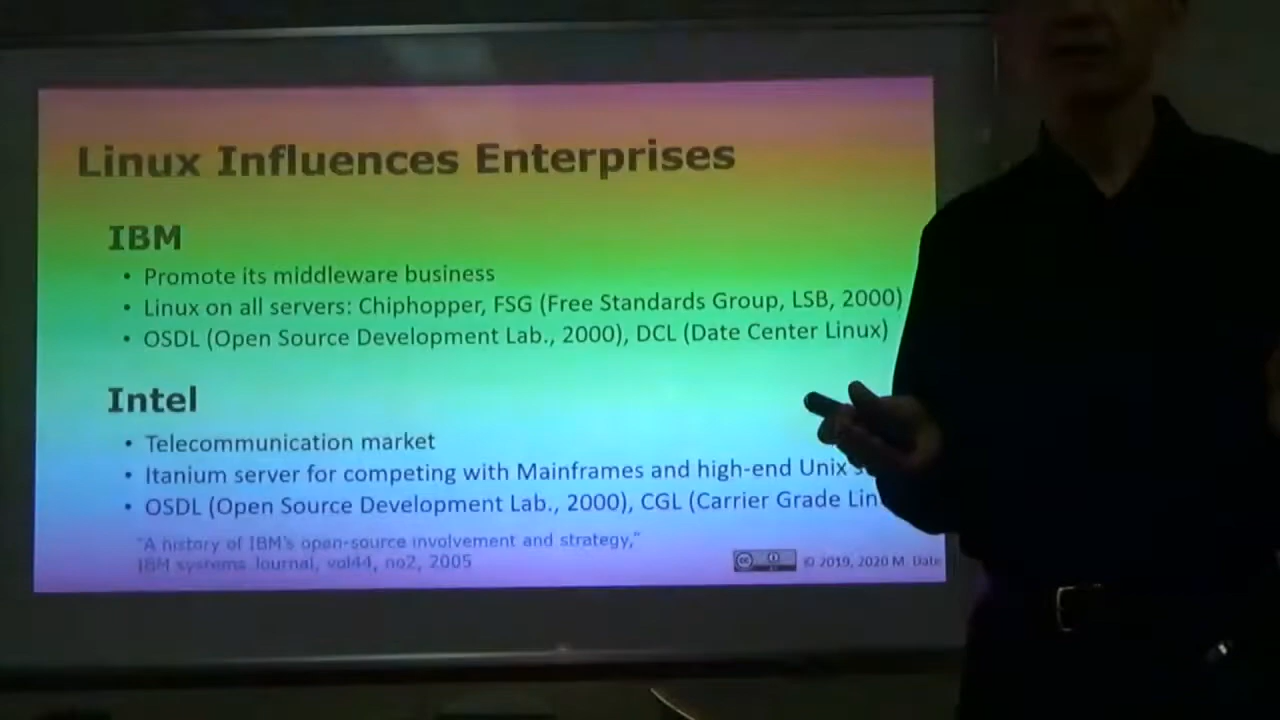 Linux Influences Enterprises
IBM
• Promote its middleware business
• Linux on all servers: Chiphopper, FSG (Free Standards Group, LSB, 2000)
• OSDL (Open Source Development Lab., 2000), DCL (Date Center Linux)
Intel
• Telecommunication market
• Itanium server for competing with Mainframes and high-end Unix
• OSDL (Open Source Development Lab., 2000), CGL (Carrier Grade Lin
"A history of IBM's open-source involvement and strategy,"
IBM systems Journal, vol44, no2, 2005
cc
© 2019, 2020 M. Date